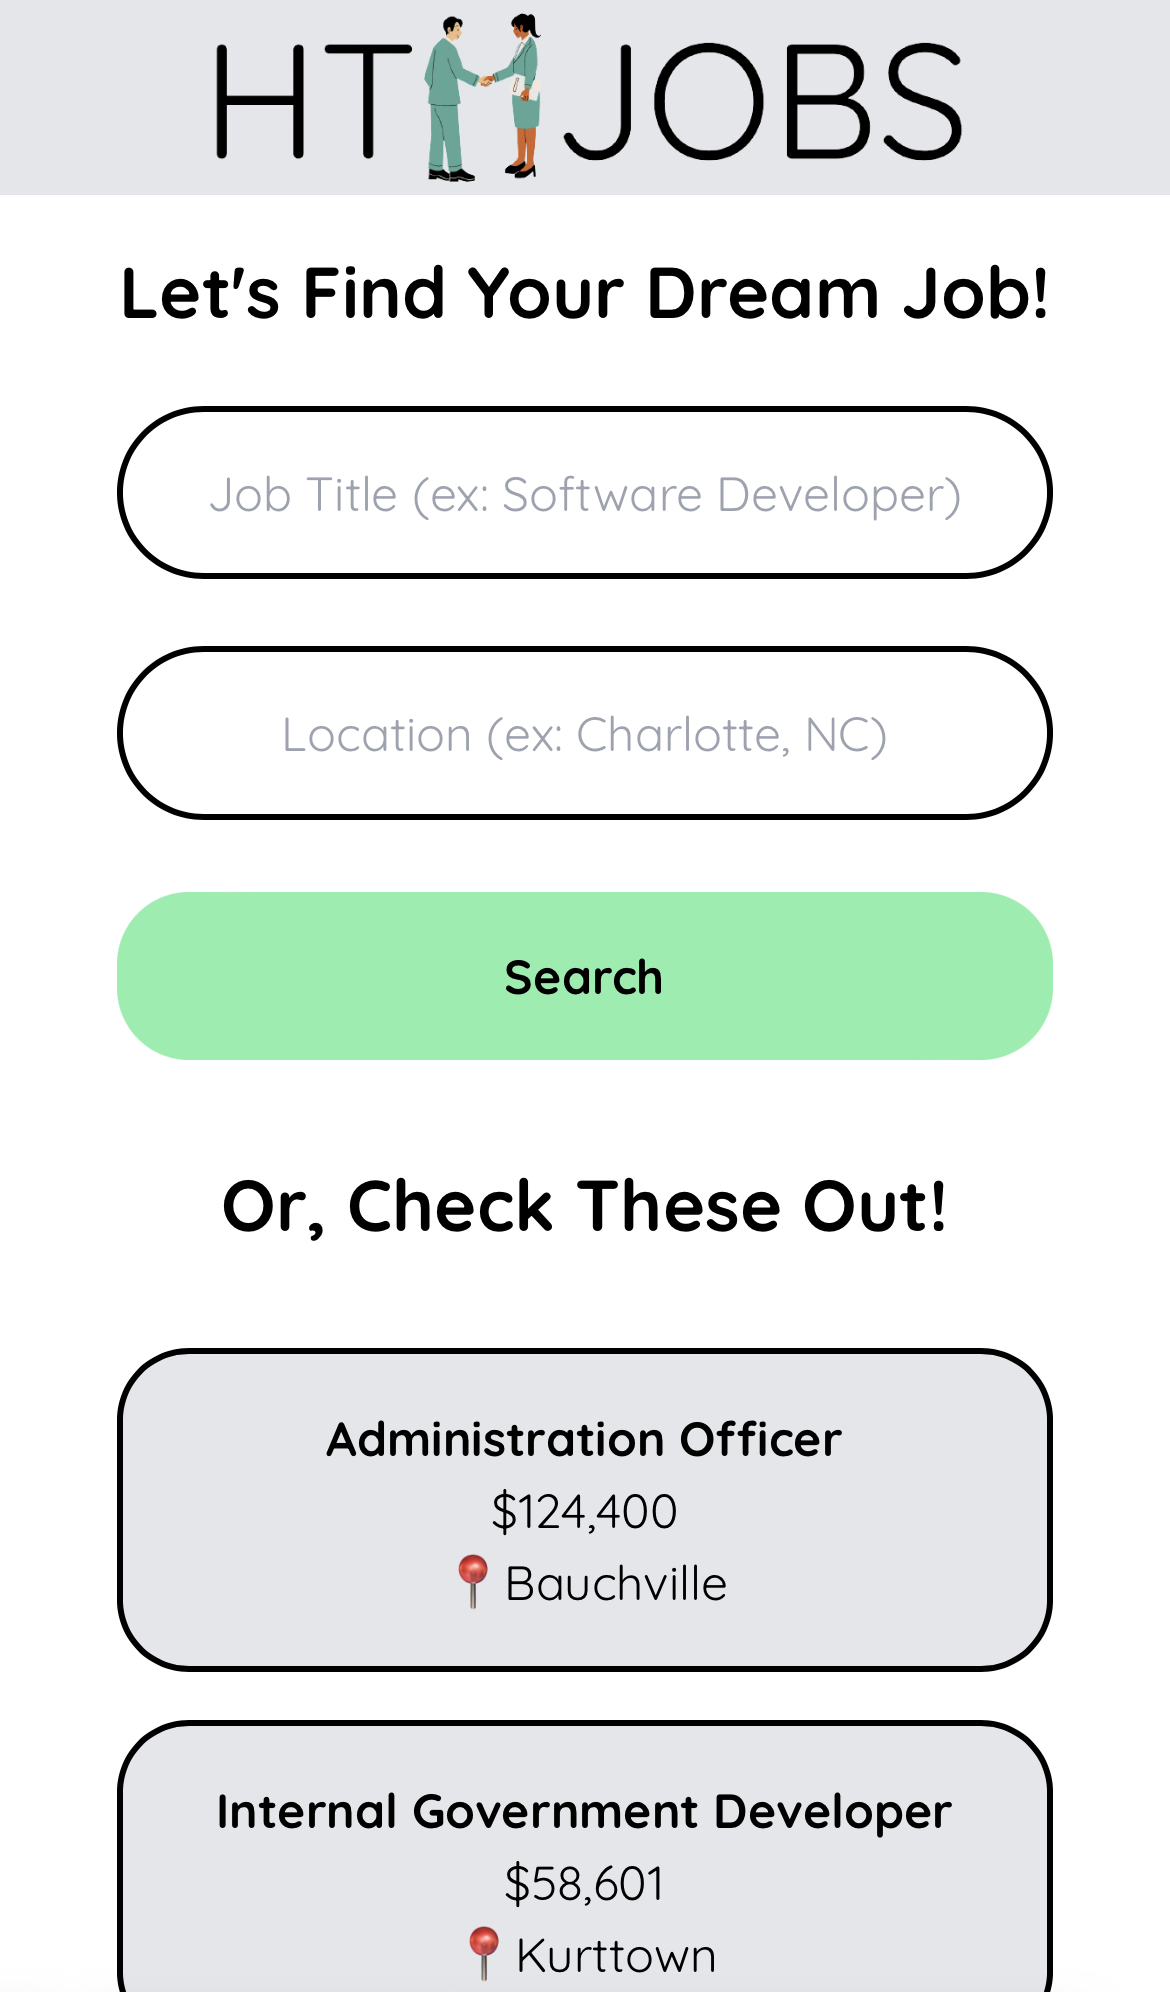 HT JOBS
Let's Find Your Dream Job!
Job Title (ex: Software Developer)
Location (ex: Charlotte, NC)
Search
Or, Check These Out!
Administration Officer
$124,400
📍Bauchville
Internal Government Developer
$58,601
📍Kurttown